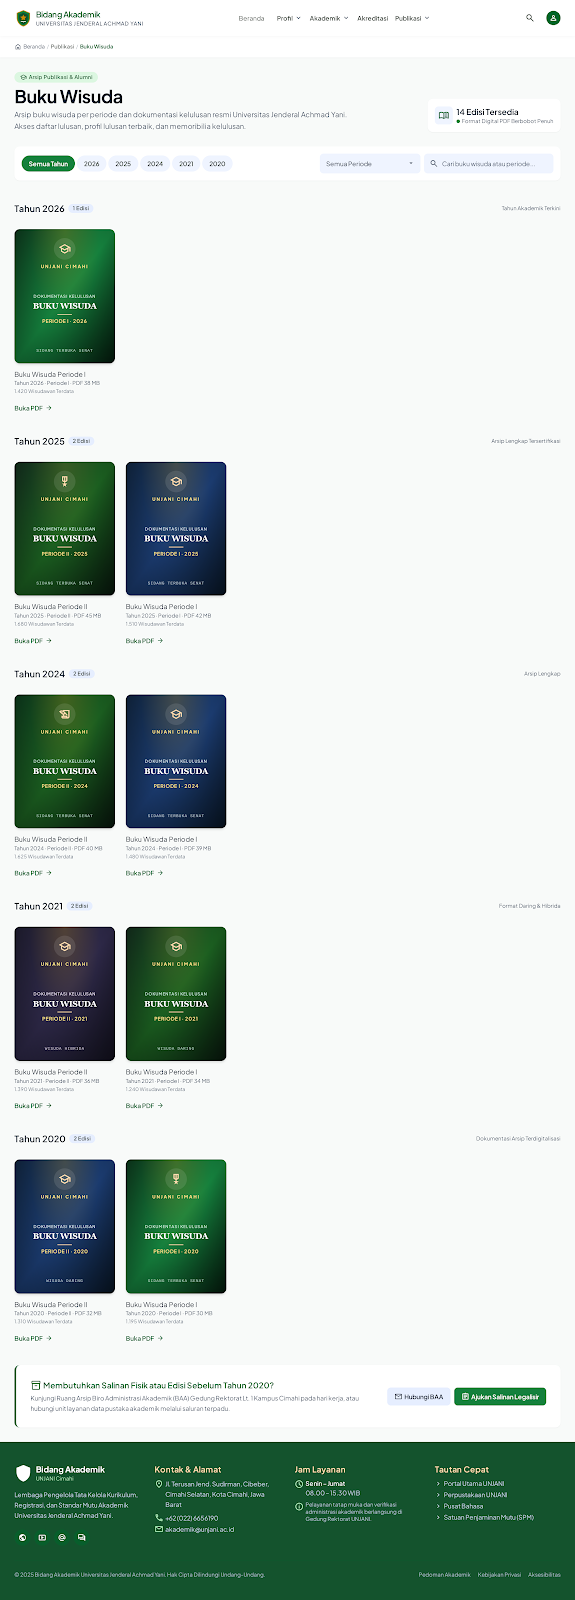 Bidang Akademik
UNIVERSITAS JENDERAL ACHMAD YANI
Beranda Profil Akademik Akreditasi Publikasi
Beranda / Publikasi / Buku Wisuda
Arsip Publikasi & Alumni
Buku Wisuda
Arsip buku wisuda per periode dan dokumentasi kelulusan resmi Universitas Jenderal Achmad Yani.
Akses daftar lulusan, profil lulusan terbaik, dan memoribilia kelulusan.
14 Edisi Tersedia
Format Digital PDF Berbobot Penuh
Semua Tahun 2026 2025 2024 2021 2020
Semua Periode
Cari buku wisuda atau periode...
Tahun 2026 1 Edisi
Tahun Akademik Terkini
UNJANI CIMAHI
DOKUMENTASI KELULUSAN
BUKU WISUDA
PERIODE I · 2026
SIDANG TERBUKA SENAT
Buku Wisuda Periode I
Tahun 2026 · Periode I · PDF 38 MB
1.420 Wisudawan Terdata
Buka PDF →
Tahun 2025 2 Edisi
Arsip Lengkap Tersertifikasi
UNJANI CIMAHI
DOKUMENTASI KELULUSAN
BUKU WISUDA
PERIODE II · 2025
SIDANG TERBUKA SENAT
Buku Wisuda Periode II
Tahun 2025 · Periode II · PDF 45 MB
1.680 Wisudawan Terdata
Buka PDF →
UNJANI CIMAHI
DOKUMENTASI KELULUSAN
BUKU WISUDA
PERIODE I · 2025
SIDANG TERBUKA SENAT
Buku Wisuda Periode I
Tahun 2025 · Periode I · PDF 42 MB
1.510 Wisudawan Terdata
Buka PDF →
Tahun 2024 2 Edisi
Arsip Lengkap
UNJANI CIMAHI
DOKUMENTASI KELULUSAN
BUKU WISUDA
PERIODE II · 2024
SIDANG TERBUKA SENAT
Buku Wisuda Periode II
Tahun 2024 · Periode II · PDF 40 MB
1.625 Wisudawan Terdata
Buka PDF →
UNJANI CIMAHI
DOKUMENTASI KELULUSAN
BUKU WISUDA
PERIODE I · 2024
SIDANG TERBUKA SENAT
Buku Wisuda Periode I
Tahun 2024 · Periode I · PDF 39 MB
1.480 Wisudawan Terdata
Buka PDF →
Tahun 2021 2 Edisi
Format Daring & Hibrida
UNJANI CIMAHI
DOKUMENTASI KELULUSAN
BUKU WISUDA
PERIODE II · 2021
WISUDA HIBRIDA
Buku Wisuda Periode II
Tahun 2021 · Periode II · PDF 36 MB
1.390 Wisudawan Terdata
Buka PDF →
UNJANI CIMAHI
DOKUMENTASI KELULUSAN
BUKU WISUDA
PERIODE I · 2021
WISUDA DARING
Buku Wisuda Periode I
Tahun 2021 · Periode I · PDF 34 MB
1.240 Wisudawan Terdata
Buka PDF →
Tahun 2020 2 Edisi
Dokumentasi Arsip Terdigitalisasi
UNJANI CIMAHI
DOKUMENTASI KELULUSAN
BUKU WISUDA
PERIODE II · 2020
WISUDA DARING
Buku Wisuda Periode II
Tahun 2020 · Periode II · PDF 32 MB
1.310 Wisudawan Terdata
Buka PDF →
UNJANI CIMAHI
DOKUMENTASI KELULUSAN
BUKU WISUDA
PERIODE I · 2020
SIDANG TERBUKA SENAT
Buku Wisuda Periode I
Tahun 2020 · Periode I · PDF 30 MB
1.195 Wisudawan Terdata
Buka PDF →
Membutuhkan Salinan Fisik atau Edisi Sebelum Tahun 2020?
Kunjungi Ruang Arsip Biro Administrasi Akademik (BAA) Gedung Rektorat Lt. 1 Kampus Cimahi pada hari kerja, atau
hubungi unit layanan data pustaka akademik melalui saluran terpadu.
Hubungi BAA
Ajukan Salinan Legalisir
Bidang Akademik
UNJANI Cimahi
Lembaga Pengelola Tata Kelola Kurikulum,
Registrasi, dan Standar Mutu Akademik
Universitas Jenderal Achmad Yani.
Kontak & Alamat
Jl. Terusan Jend. Sudirman, Cibeber,
Cimahi Selatan, Kota Cimahi, Jawa
Barat
+62 (022) 6656190
akademik@unjani.ac.id
Jam Layanan
Senin - Jumat
08.00 - 15.30 WIB
Pelayanan tatap muka dan verifikasi
administrasi akademik berlangsung di
Gedung Rektorat UNJANI.
Tautan Cepat
Portal Utama UNJANI
Perpustakaan UNJANI
Pusat Bahasa
Satuan Penjaminan Mutu (SPM)
© 2025 Bidang Akademik Universitas Jenderal Achmad Yani. Hak Cipta Dilindungi Undang-Undang.
Pedoman Akademik Kebijakan Privasi Aksesibilitas